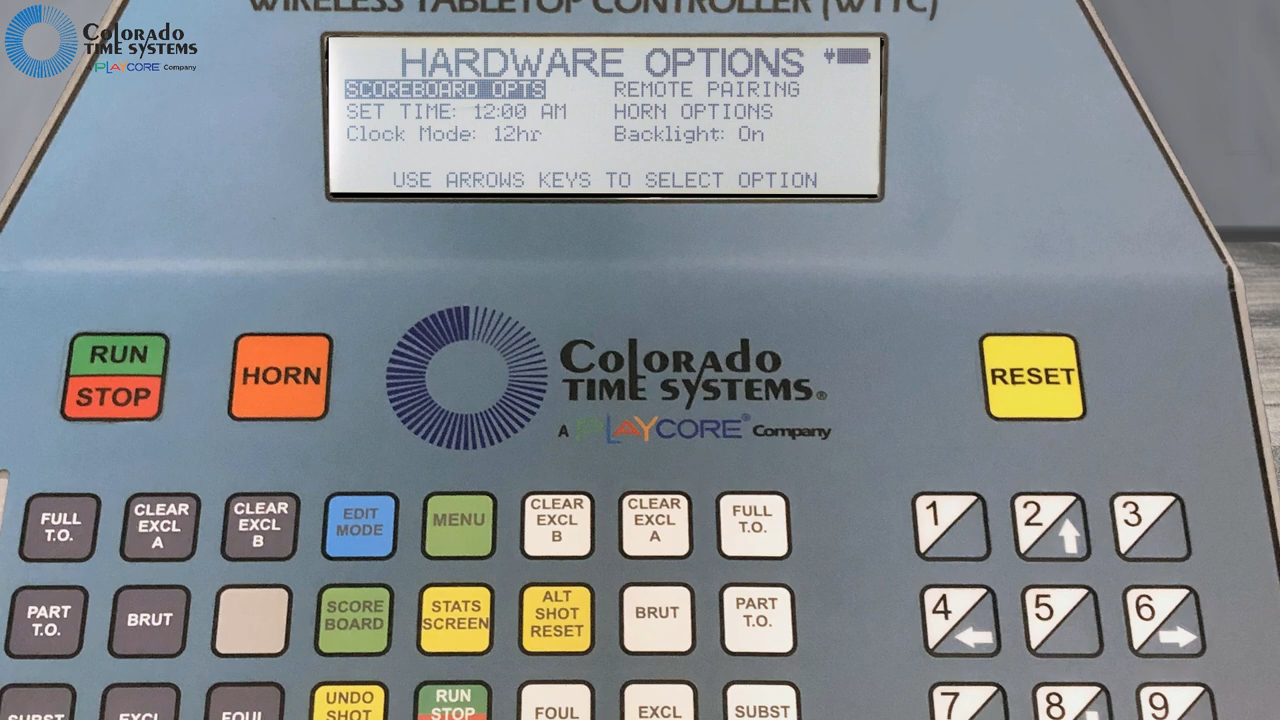 WIRELESS TABLETOP CONTROLLER (WTTC)
Colorado
TIME SYSTEMS
A PLAYCORE Company
HARDWARE OPTIONS
SCOREBOARD OPTS REMOTE PAIRING
SET TIME: 12:00 AM HORN OPTIONS
Clock Mode: 12hr Backlight: On
USE ARROWS KEYS TO SELECT OPTION
RUN
STOP
HORN
Colorado
TIME SYSTEMS®
A PLAYCORE® Company
RESET
FULL
T.O.
CLEAR
EXCL
A
CLEAR
EXCL
B
EDIT
MODE
MENU
CLEAR
EXCL
B
CLEAR
EXCL
A
FULL
T.O.
1
2
3
PART
T.O.
BRUT
SCORE
BOARD
STATS
SCREEN
ALT
SHOT
RESET
BRUT
PART
T.O.
4
5
6
SUBST
EXCL
FOUL
UNDO
SHOT
RUN
STOP
FOUL
EXCL
SUBST
7
8
9